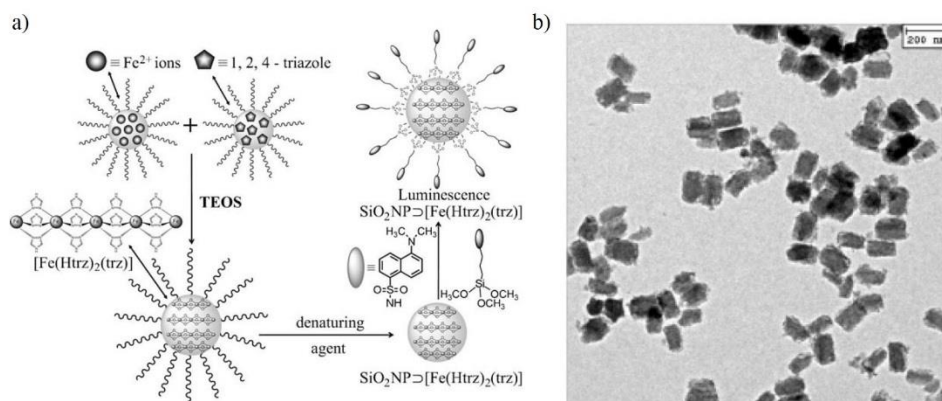 a)
≡ Fe²⁺ ions
≡ 1, 2, 4 - triazole
+
TEOS
[Fe(Htrz)₂(trz)]
denaturing
agent
Luminescence
SiO₂NP⊃[Fe(Htrz)₂(trz)]
≡
H₃C
N
CH₃
O=S=O
NH
Si
H₃CO
OCH₃
OCH₃
SiO₂NP⊃[Fe(Htrz)₂(trz)]
b)
200 nm